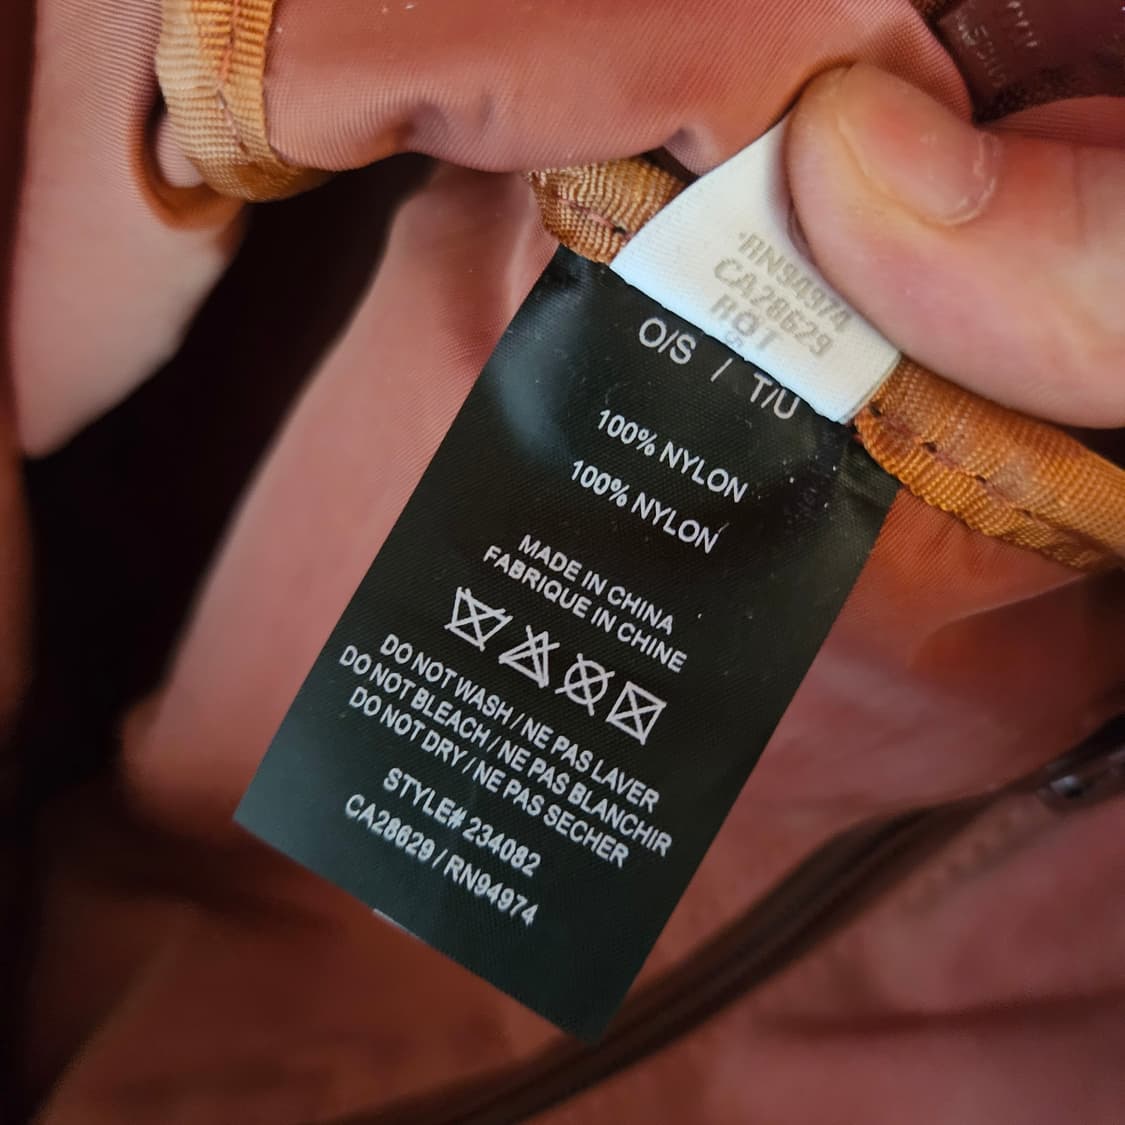 RN94974
CA28629
O/S / T/U
100% NYLON
100% NYLON
MADE IN CHINA
FABRIQUE IN CHINE
DO NOT WASH / NE PAS LAVER
DO NOT BLEACH / NE PAS BLANCHIR
DO NOT DRY / NE PAS SECHER
STYLE# 234082
CA28629 / RN94974